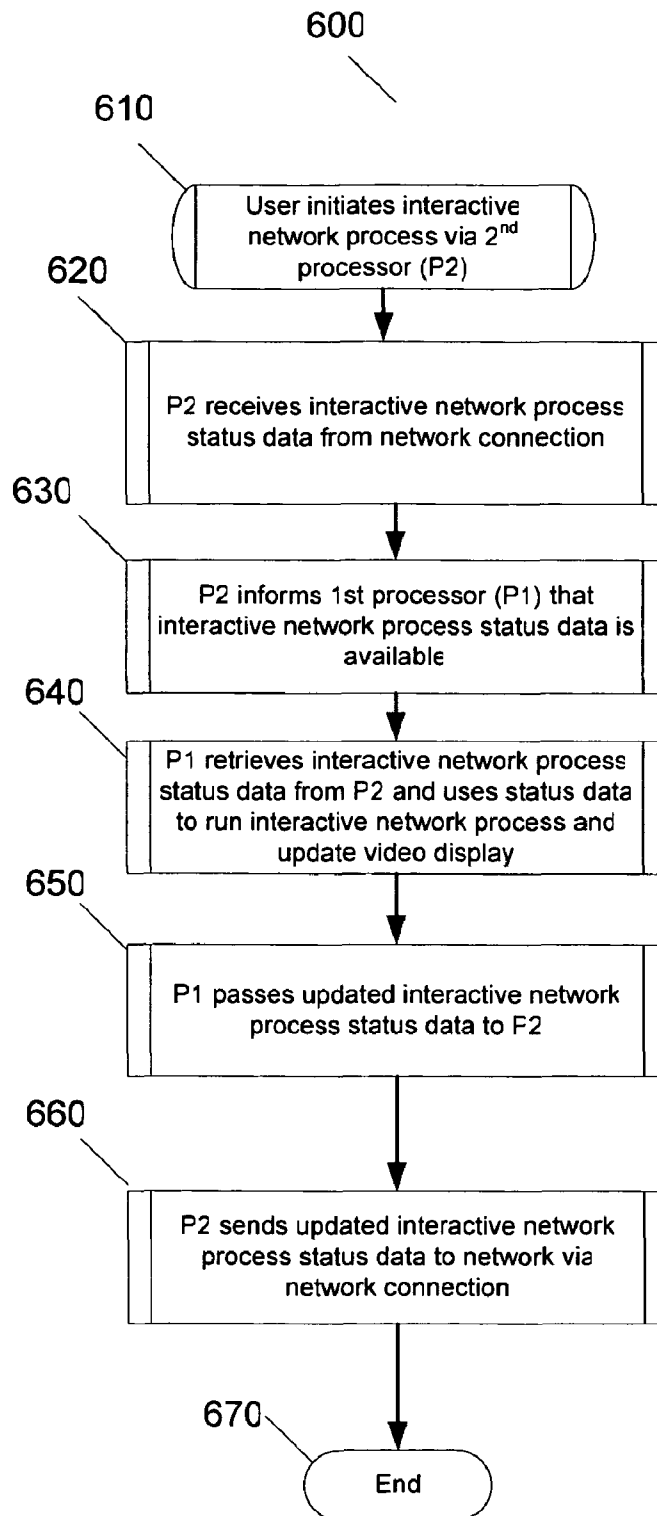 600
610
User initiates interactive
network process via 2nd
processor (P2)
620
P2 receives interactive network process
status data from network connection
630
P2 informs 1st processor (P1) that
interactive network process status data is
available
640
P1 retrieves interactive network process
status data from P2 and uses status data
to run interactive network process and
update video display
650
P1 passes updated interactive network
process status data to P2
660
P2 sends updated interactive network
process status data to network via
network connection
670
End